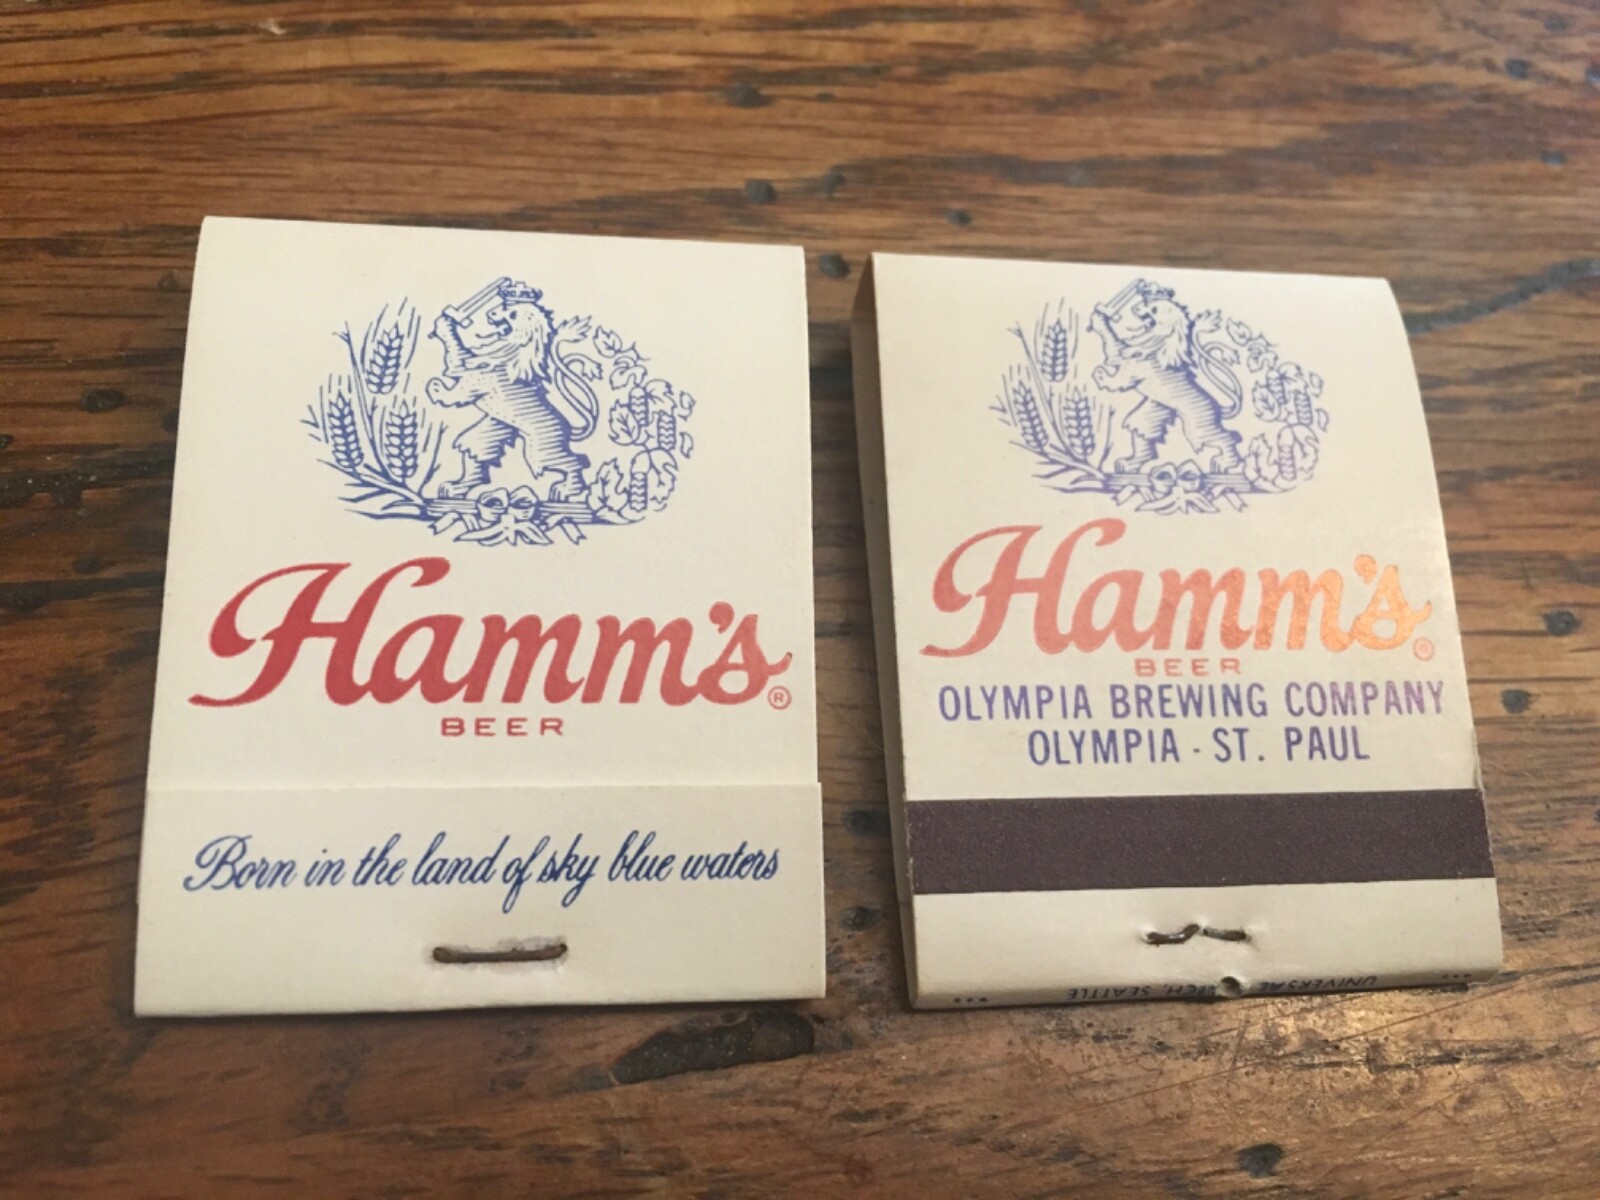 Hamm's®
BEER
Born in the land of sky blue waters
Hamm's®
BEER
OLYMPIA BREWING COMPANY
OLYMPIA - ST. PAUL
UNIVERSAL
SEATTLE